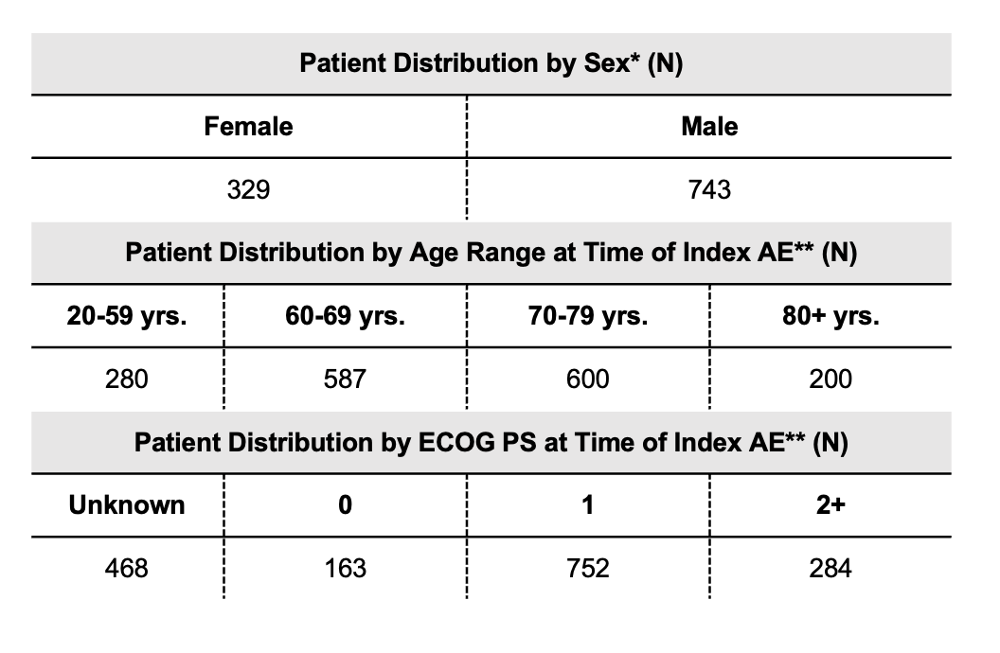 Patient Distribution by Sex* (N)
Female Male
329 743
Patient Distribution by Age Range at Time of Index AE** (N)
20-59 yrs. 60-69 yrs. 70-79 yrs. 80+ yrs.
280 587 600 200
Patient Distribution by ECOG PS at Time of Index AE** (N)
Unknown 0 1 2+
468 163 752 284